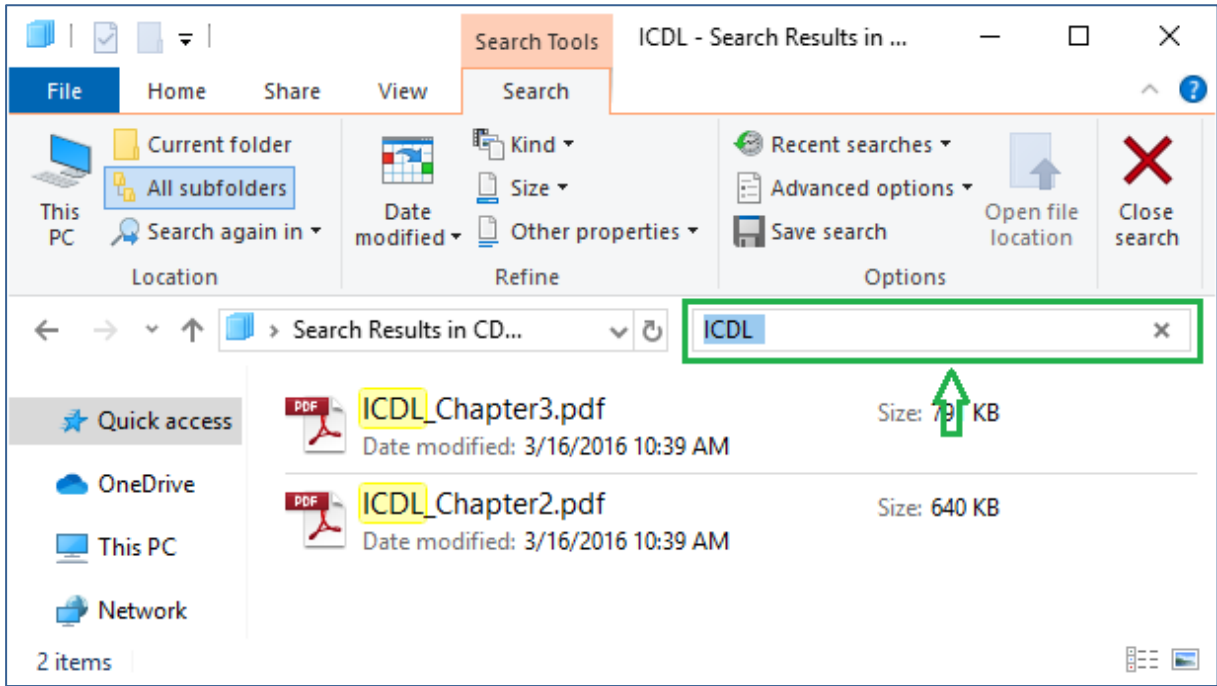 Search Tools
ICDL - Search Results in ...
File Home Share View Search
Current folder
All subfolders
Search again in
This PC
Location
Date modified
Kind
Size
Other properties
Refine
Recent searches
Advanced options
Save search
Open file location
Options
Close search
Search Results in CD...
ICDL
Quick access
OneDrive
This PC
Network
PDF
ICDL_Chapter3.pdf
Date modified: 3/16/2016 10:39 AM
Size: KB
PDF
ICDL_Chapter2.pdf
Date modified: 3/16/2016 10:39 AM
Size: 640 KB
2 items